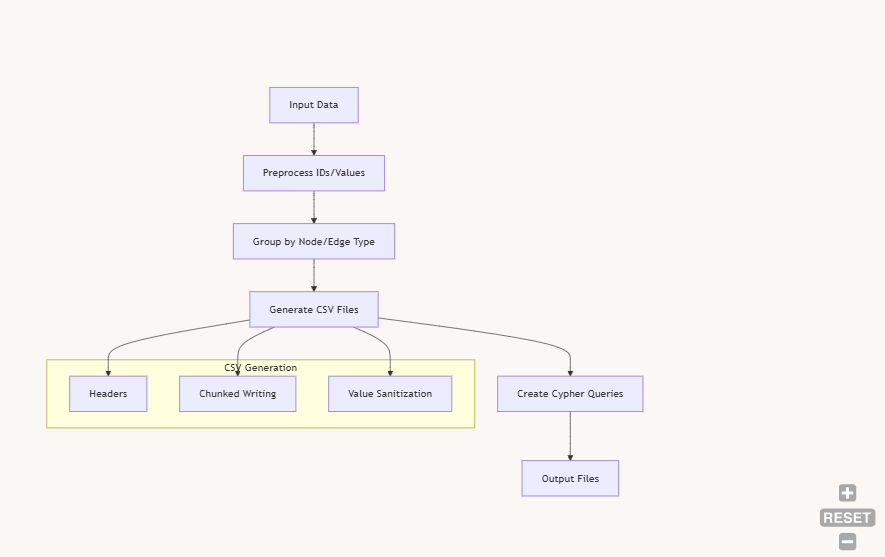 Input Data
Preprocess IDs/Values
Group by Node/Edge Type
Generate CSV Files
CSV Generation
Headers
Chunked Writing
Value Sanitization
Create Cypher Queries
Output Files
RESET